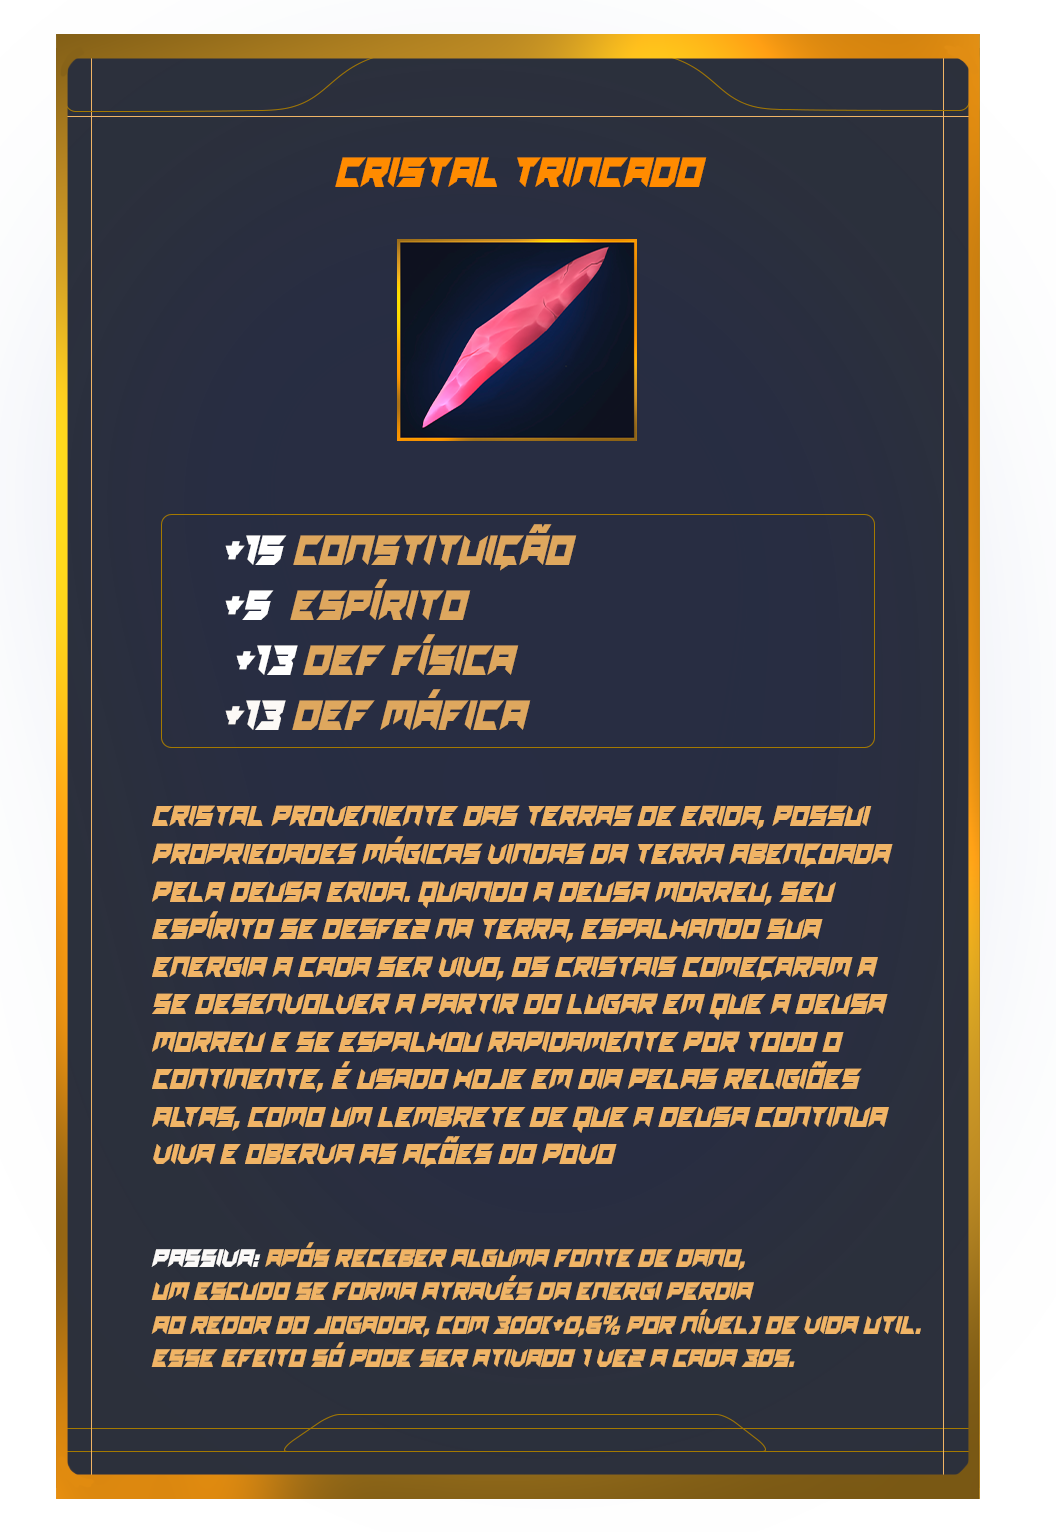 CRISTAL TRINCADO
+15 CONSTITUIÇÃO
+5 ESPÍRITO
+13 DEF FÍSICA
+13 DEF MÁFICA
CRISTAL PROVENIENTE DAS TERRAS DE ERIDA, POSSUI
PROPRIEDADES MÁGICAS VINDAS DA TERRA ABENÇOADA
PELA DEUSA ERIDA. QUANDO A DEUSA MORREU, SEU
ESPÍRITO SE DESFEZ NA TERRA, ESPALHANDO SUA
ENERGIA A CADA SER VIVO, OS CRISTAIS COMEÇARAM A
SE DESENVOLVER A PARTIR DO LUGAR EM QUE A DEUSA
MORREU E SE ESPALHOU RAPIDAMENTE POR TODO O
CONTINENTE, É USADO HOJE EM DIA PELAS RELIGIÕES
ALTAS, COMO UM LEMBRETE DE QUE A DEUSA CONTINUA
VIVA E OBERVA AS AÇÕES DO POVO
PASSIVA: APÓS RECEBER ALGUMA FONTE DE DANO,
UM ESCUDO SE FORMA ATRAVÉS DA ENERGI PERDIA
AO REDOR DO JOGADOR, COM 300(+0,6% POR NÍVEL) DE VIDA UTIL.
ESSE EFEITO SÓ PODE SER ATIVADO 1 VEZ A CADA 30S.